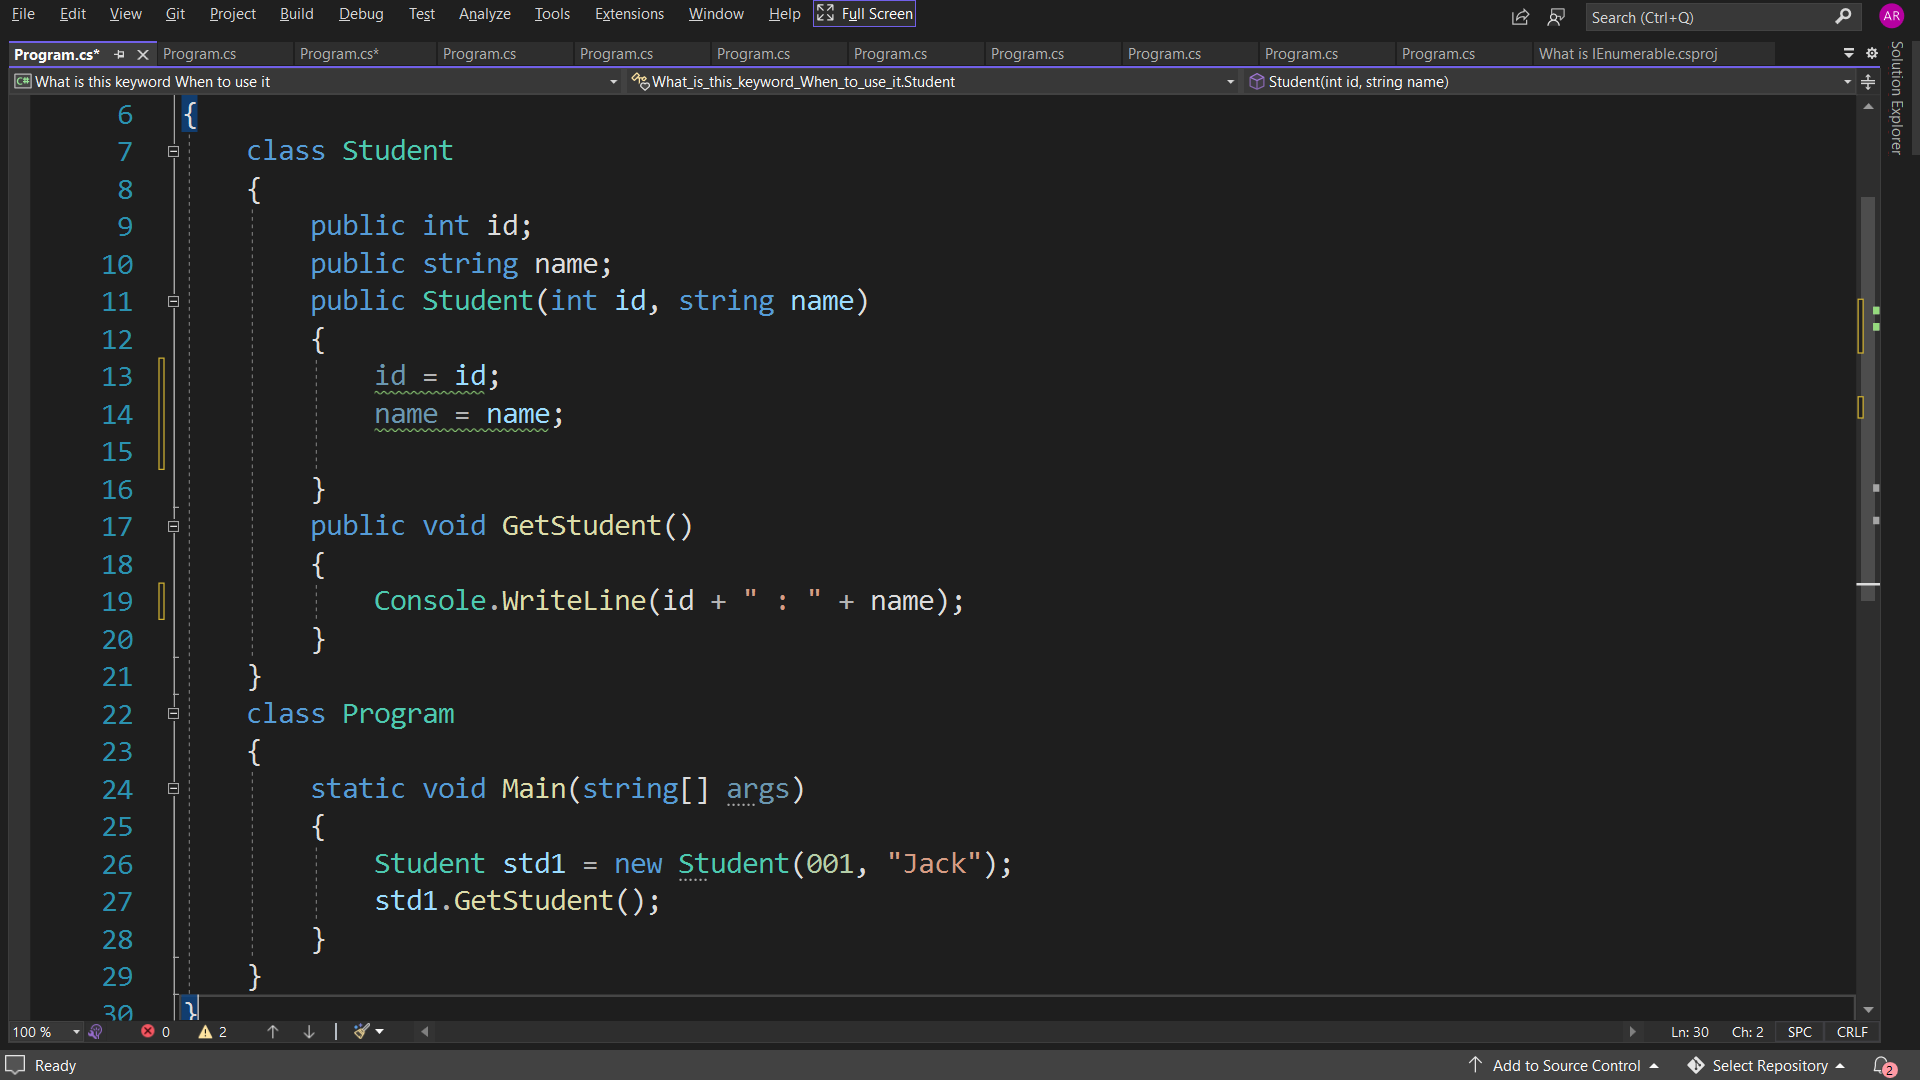 File Edit View Git Project Build Debug Test Analyze Tools Extensions Window Help Full Screen Search (Ctrl+Q) AR
Program.cs* Program.cs Program.cs* Program.cs Program.cs Program.cs Program.cs Program.cs Program.cs Program.cs Program.cs What is IEnumerable.csproj
Solution Explorer
What is this keyword When to use it What_is_this_keyword_When_to_use_it.Student Student(int id, string name)
6 {
7 class Student
8 {
9 public int id;
10 public string name;
11 public Student(int id, string name)
12 {
13 id = id;
14 name = name;
15
16 }
17 public void GetStudent()
18 {
19 Console.WriteLine(id + " : " + name);
20 }
21 }
22 class Program
23 {
24 static void Main(string[] args)
25 {
26 Student std1 = new Student(001, "Jack");
27 std1.GetStudent();
28 }
29 }
30 }
100 % 0 2 Ln: 30 Ch: 2 SPC CRLF
Ready Add to Source Control Select Repository 2